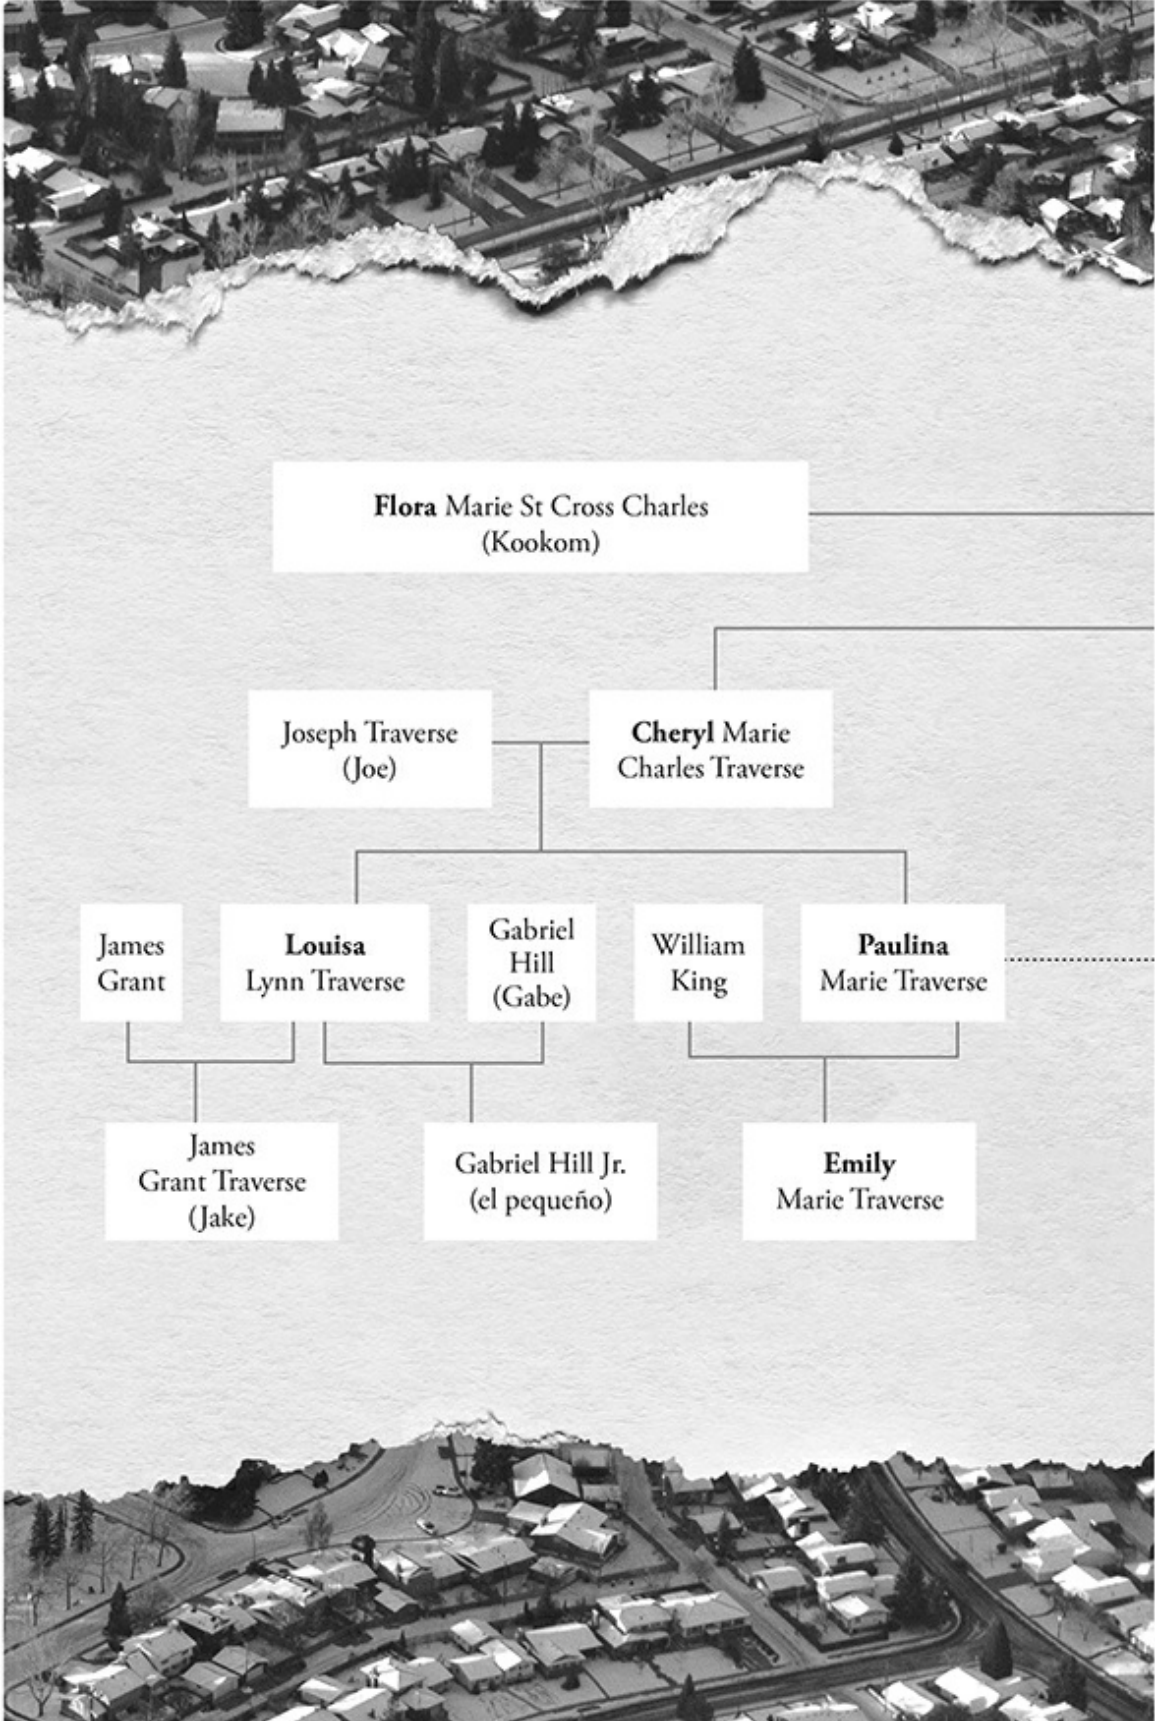 Flora Marie St Cross Charles
(Kookom)
Joseph Traverse
(Joe)
Cheryl Marie
Charles Traverse
James
Grant
Louisa
Lynn Traverse
Gabriel
Hill
(Gabe)
William
King
Paulina
Marie Traverse
James
Grant Traverse
(Jake)
Gabriel Hill Jr.
(el pequeño)
Emily
Marie Traverse